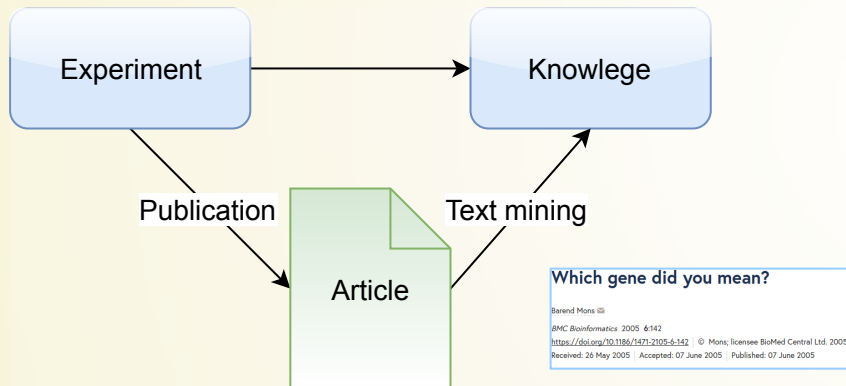 Experiment
Knowlege
Publication
Text mining
Article
Which gene did you mean?
Barend Mons
BMC Bioinformatics 2005 6:142
https://doi.org/10.1186/1471-2105-6-142 | © Mons; licensee BioMed Central Ltd. 2005
Received: 26 May 2005 | Accepted: 07 June 2005 | Published: 07 June 2005